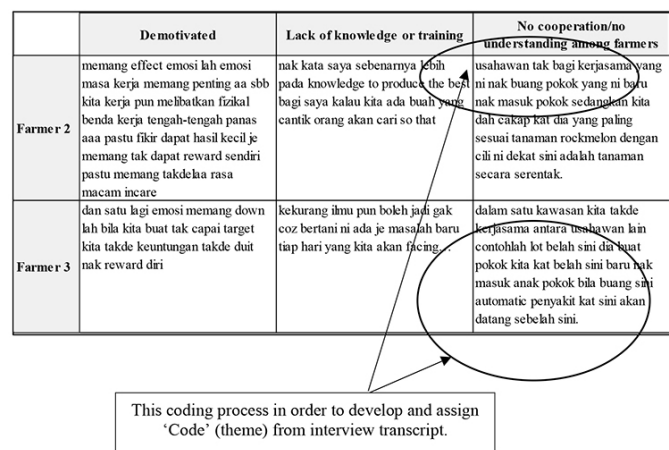 Demotivated
Lack of knowledge or training
No cooperation/no
understanding among farmers
Farmer 2
memang effect emosi lah emosi
masa kerja memang penting aa sbb
kita kerja pun melibatkan fizikal
benda kerja tengah-tengah panas
aaa pastu fikir dapat hasil kecil je
memang tak dapat reward sendiri
pastu memang takdelaa rasa
macam incare
nak kata saya sebenarnya lebih
pada knowledge to produce the best
bagi saya kalau kita ada buah yang
cantik orang akan cari so that
usahawan tak bagi kerjasama yang
ni nak buang pokok yang ni baru
nak masuk pokok sedangkan kita
dah cakap kat dia yang paling
sesuai tanaman rockmelon dengan
cili ni dekat sini adalah tanaman
secara serentak.
Farmer 3
dan satu lagi emosi memang down
lah bila kita buat tak capai target
kita takde keuntungan takde duit
nak reward diri
kekurang ilmu pun boleh jadi gak
coz bertani ni ada je masalah baru
tiap hari yang kita akan facing...
dalam satu kawasan kita takde
kerjasama antara usahawan lain
contohlah lot belah sini dia buat
pokok kita kat belah sini baru nak
masuk anak pokok bila buang sini
automatic penyakit kat sini akan
datang sebelah sini.
This coding process in order to develop and assign
‘Code’ (theme) from interview transcript.